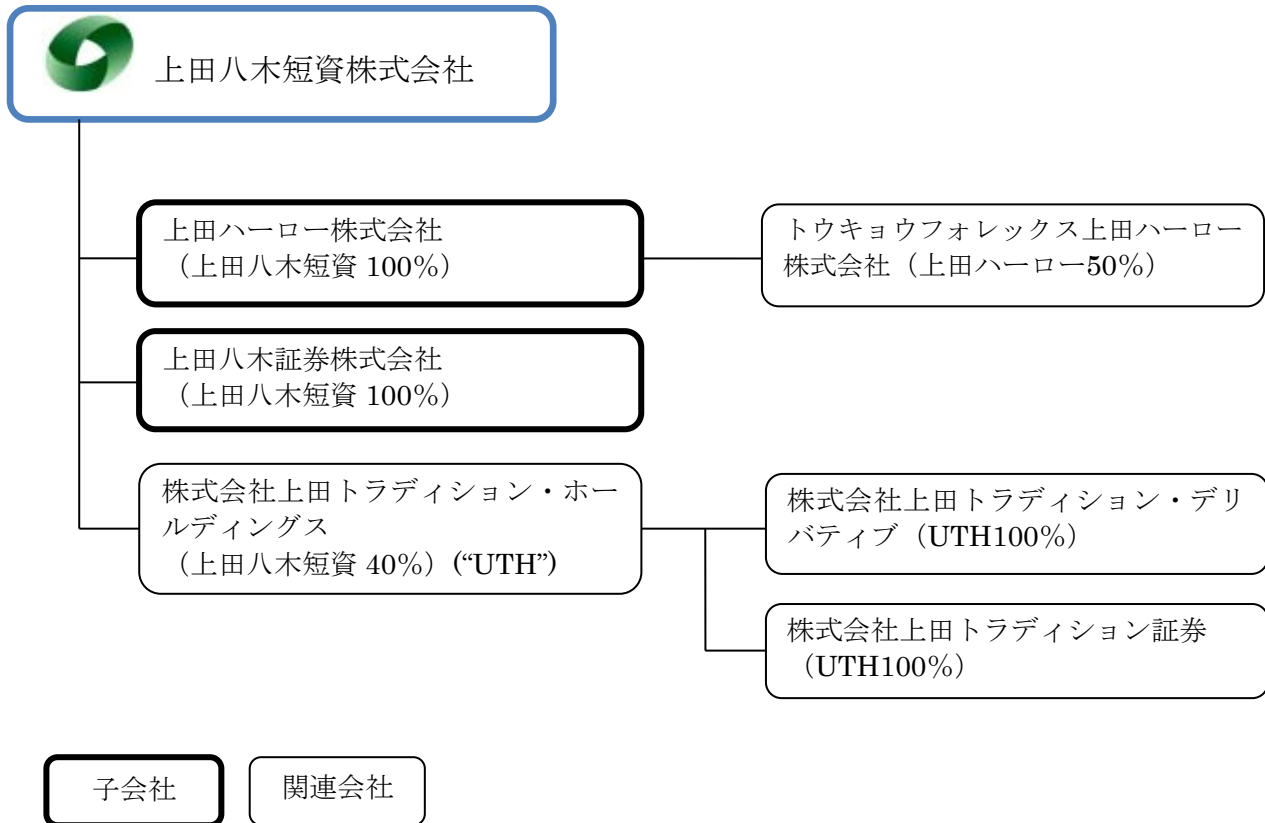 上田八木短資株式会社
上田ハーロー株式会社
（上田八木短資 100%）
トウキョウフォレックス上田ハーロー
株式会社（上田ハーロー50%）
上田八木証券株式会社
（上田八木短資 100%）
株式会社上田トラディション・ホー
ルディングス
（上田八木短資 40%）(“UTH”)
株式会社上田トラディション・デリ
バティブ（UTH100%）
株式会社上田トラディション証券
（UTH100%）
子会社
関連会社